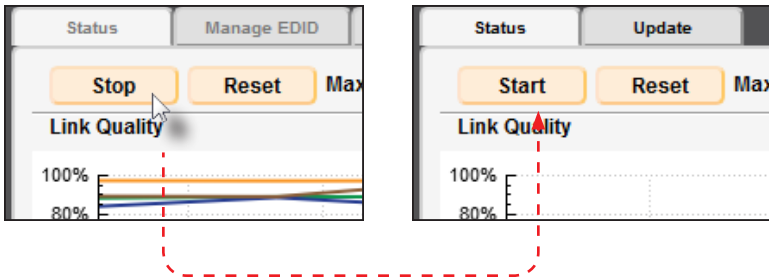 Status Manage EDID
Stop Reset Max
Link Quality
100%
80%
Status Update
Start Reset Max
Link Quality
100%
80%